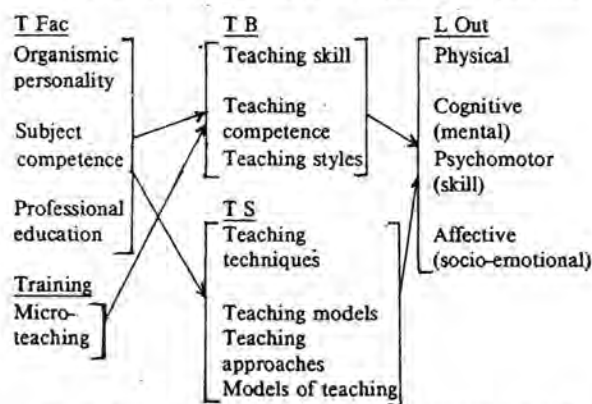 T Fac
Organismic
personality
Subject
competence
Professional
education
Training
Micro-
teaching
T B
Teaching skill
Teaching
competence
Teaching styles
T S
Teaching
techniques
Teaching models
Teaching
approaches
Models of teaching
L Out
Physical
Cognitive
(mental)
Psychomotor
(skill)
Affective
(socio-emotional)